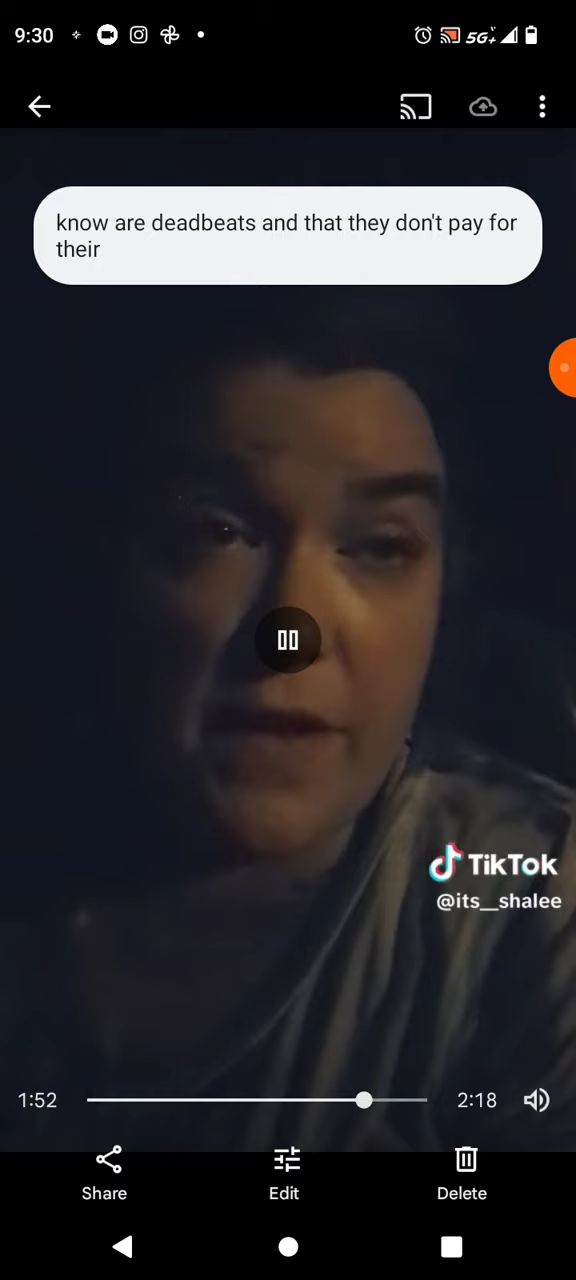 9:30
5G+
know are deadbeats and that they don't pay for
their
TikTok
@its__shalee
1:52
2:18
Share
Edit
Delete